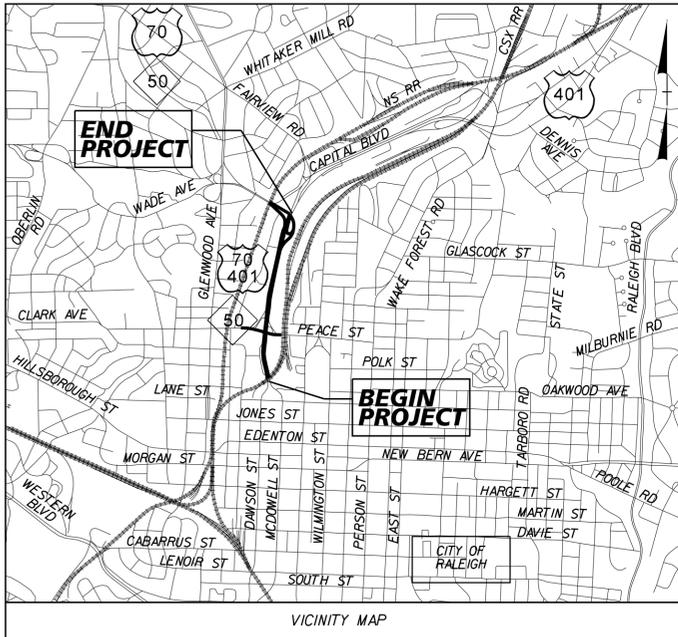 70
50
WHITAKER MILL RD
FAIRVIEW RD
NS RR
CSX RR
401
END
PROJECT
CAPITAL BLVD
DENNIS
AVE
WADE AVE
OBERLIN
RD
GLENWOOD AVE
70
401
50
WAKE FOREST RD
GLASCOCK ST
STATE ST
RALEIGH BLVD
CLARK AVE
PEACE ST
MILBURNIE RD
HILLSBOROUGH ST
POLK ST
LANE ST
OAKWOOD AVE
BEGIN
PROJECT
JONES ST
EDENTON ST
TARBORO RD
MORGAN ST
NEW BERN AVE
POOLE RD
WESTERN
BLVD
DAWSON ST
MCDOWELL ST
WILMINGTON ST
PERSON ST
EAST ST
HARGETT ST
MARTIN ST
DAVIE ST
CABARRUS ST
LENOIR ST
CITY OF
RALEIGH
SOUTH ST
VICINITY MAP